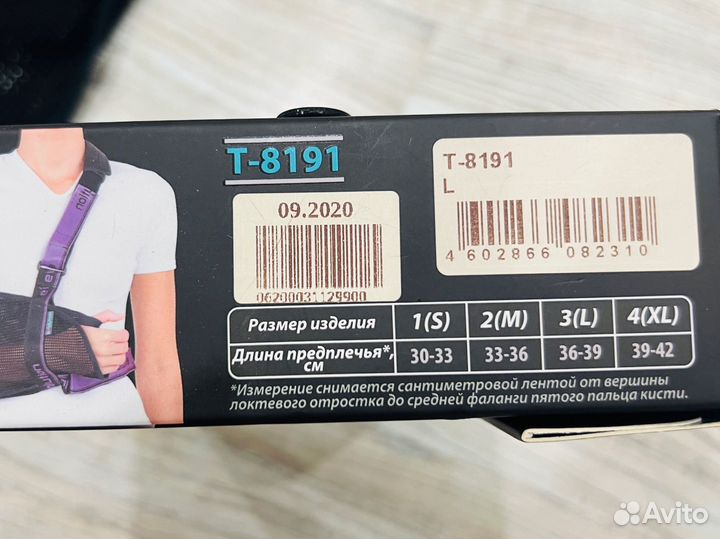 T-8191
09.2020
06200031129900
T-8191
L
4 602866 082310
Размер изделия 1(S) 2(M) 3(L) 4(XL)
Длина предплечья*, см 30-33 33-36 36-39 39-42
*Измерение снимается сантиметровой лентой от вершины
локтевого отростка до средней фаланги пятого пальца кисти.
Avito